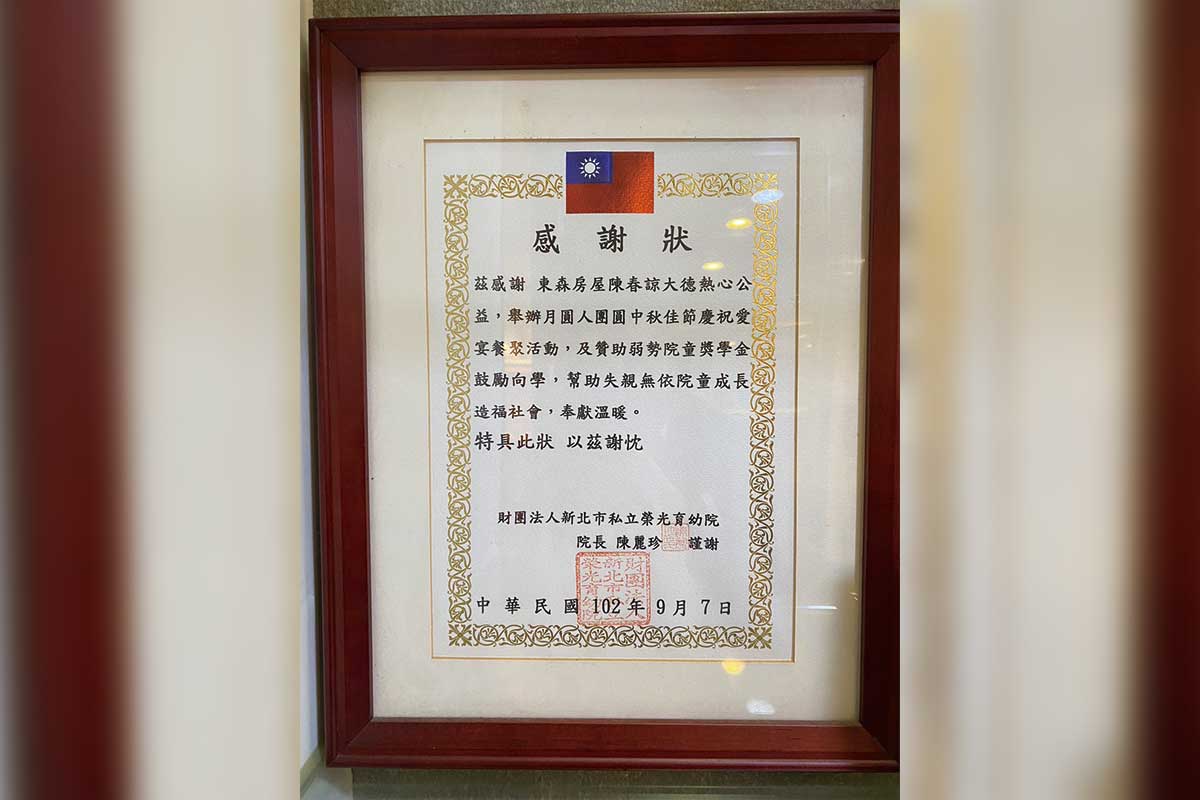 感謝狀
茲感謝 東森房屋陳春諒大德熱心公
益，舉辦月圓人團圓中秋佳節慶祝愛
宴餐聚活動，及贊助弱勢院童獎學金
鼓勵向學，幫助失親無依院童成長
造福社會，奉獻溫暖。
特具此狀 以茲謝忱
財團法人新北市私立榮光育幼院
院長 陳麗珍 謹謝
中華民國 102 年 9 月 7 日